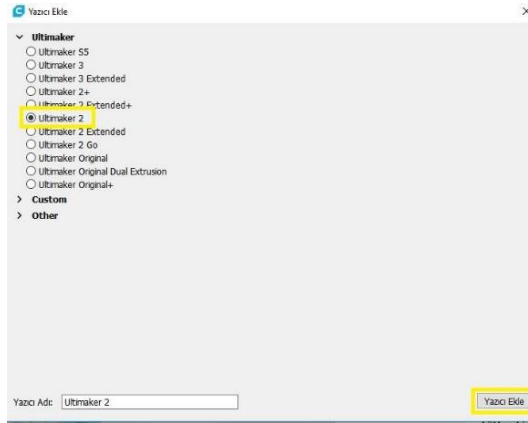 Yazıcı Ekle
Ultimaker
Ultimaker S5
Ultimaker 3
Ultimaker 3 Extended
Ultimaker 2+
Ultimaker 2 Extended+
Ultimaker 2
Ultimaker 2 Extended
Ultimaker 2 Go
Ultimaker Original
Ultimaker Original Dual Extrusion
Ultimaker Original+
Custom
Other
Yazıcı Adı: Ultimaker 2
Yazıcı Ekle